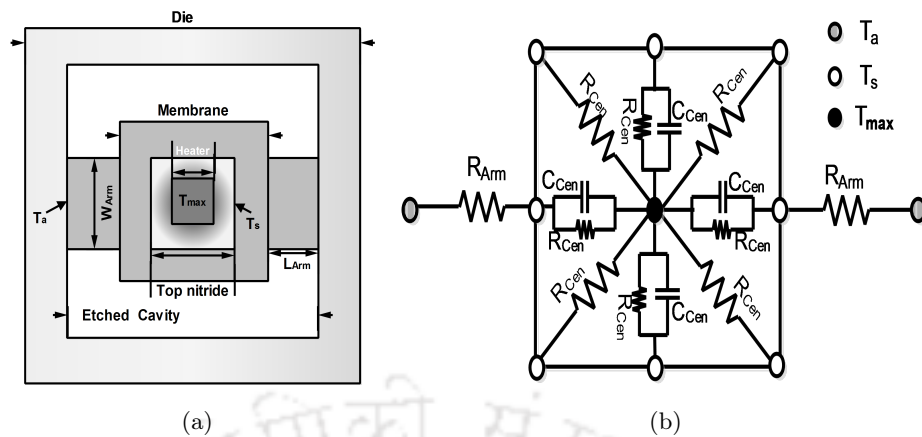 Die
Membrane
Heater
Tmax
WArm
Ta
Ts
LArm
Top nitride
Etched Cavity
(a)
Ta
Ts
Tmax
RCen
RCen
RCen
CCen
RArm
CCen
RCen
CCen
RCen
RArm
RCen
RCen
CCen
RCen
(b)